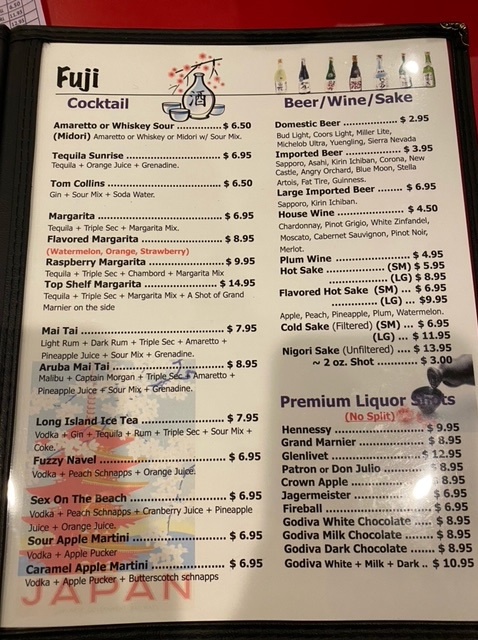 Fuji
Cocktail
酒
Amaretto or Whiskey Sour .............. $ 6.50
(Midori) Amaretto or Whiskey or Midori w/ Sour Mix.
Tequila Sunrise ........................... $ 6.95
Tequila + Orange Juice + Grenadine.
Tom Collins ................................. $ 6.50
Gin + Sour Mix + Soda Water.
Margarita .................................... $ 6.95
Tequila + Triple Sec + Margarita Mix.
Flavored Margarita ...................... $ 8.95
(Watermelon, Orange, Strawberry)
Raspberry Margarita .................... $ 9.95
Tequila + Triple Sec + Chambord + Margarita Mix
Top Shelf Margarita ................... $ 14.95
Tequila + Triple Sec + Margarita Mix + A Shot of Grand
Marnier on the side
Mai Tai ....................................... $ 7.95
Light Rum + Dark Rum + Triple Sec + Amaretto +
Pineapple Juice + Sour Mix + Grenadine.
Aruba Mai Tai .............................. $ 8.95
Malibu + Captain Morgan + Triple Sec + Amaretto +
Pineapple Juice + Sour Mix + Grenadine.
Long Island Ice Tea ..................... $ 7.95
Vodka + Gin + Tequila + Rum + Triple Sec + Sour Mix +
Coke.
Fuzzy Navel ................................. $ 6.95
Vodka + Peach Schnapps + Orange Juice.
Sex On The Beach ........................ $ 6.95
Vodka + Peach Schnapps + Cranberry Juice + Pineapple
Juice + Orange Juice.
Sour Apple Martini ...................... $ 6.95
Vodka + Apple Pucker
Caramel Apple Martini ................. $ 6.95
Vodka + Apple Pucker + Butterscotch schnapps
JAPAN
Beer/Wine/Sake
Domestic Beer ..................... $ 2.95
Bud Light, Coors Light, Miller Lite,
Michelob Ultra, Yuengling, Sierra Nevada
Imported Beer ..................... $ 3.95
Sapporo, Asahi, Kirin Ichiban, Corona, New
Castle, Angry Orchard, Blue Moon, Stella
Artois, Fat Tire, Guinness.
Large Imported Beer ........ $ 6.95
Sapporo, Kirin Ichiban.
House Wine ........................ $ 4.50
Chardonnay, Pinot Grigio, White Zinfandel,
Moscato, Cabernet Sauvignon, Pinot Noir,
Merlot.
Plum Wine ......................... $ 4.95
Hot Sake .................... (SM) $ 5.95
.................... (LG) $ 8.95
Flavored Hot Sake (SM) ... $ 6.95
.................. (LG) ... $9.95
Apple, Peach, Pineapple, Plum, Watermelon.
Cold Sake (Filtered) (SM) ... $ 6.95
(LG) ... $ 11.95
Nigori Sake (Unfiltered) .... $ 13.95
~ 2 oz. Shot .................. $ 3.00
Premium Liquor Shots
(No Split)
Hennessy ............................. $ 9.95
Grand Marnier ...................... $ 8.95
Glenlivet ............................ $ 12.95
Patron or Don Julio .............. $ 8.95
Crown Apple ........................ $ 8.95
Jagermeister ........................ $ 6.95
Fireball ................................ $ 6.95
Godiva White Chocolate ....... $ 8.95
Godiva Milk Chocolate .......... $ 8.95
Godiva Dark Chocolate ......... $ 8.95
Godiva White + Milk + Dark .. $ 10.95